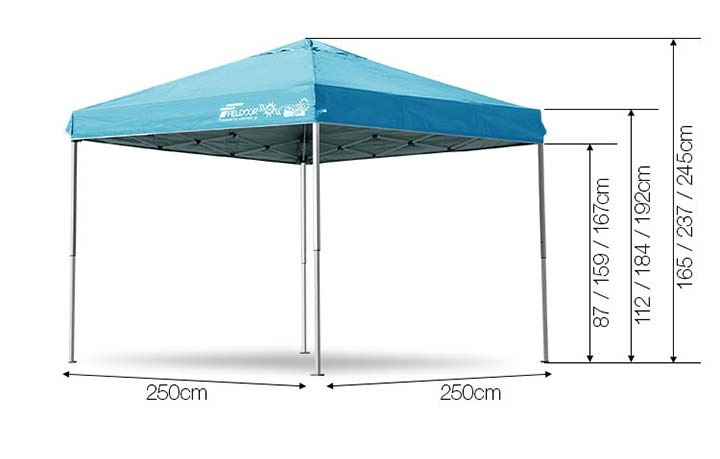 FIELDOOR
87 / 159 / 167cm
112 / 184 / 192cm
165 / 237 / 245cm
250cm
250cm